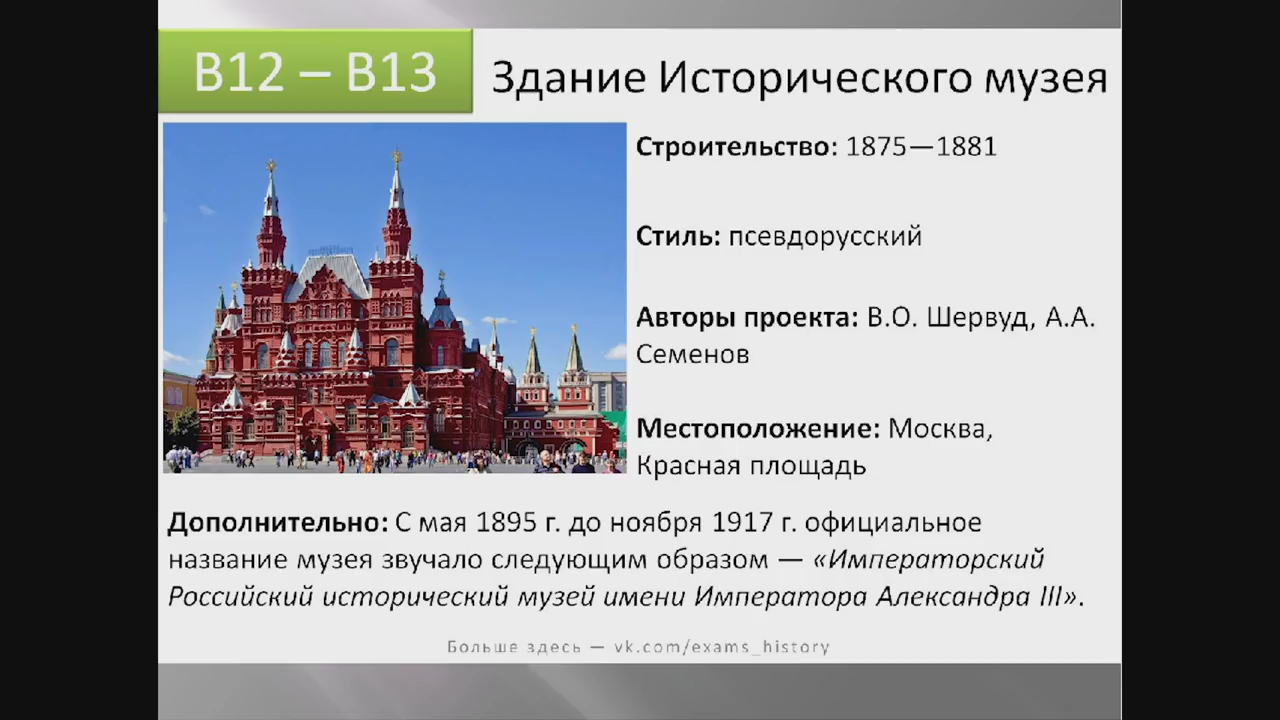 В12 – В13
Здание Исторического музея
Строительство: 1875—1881
Стиль: псевдорусский
Авторы проекта: В.О. Шервуд, А.А.
Семенов
Местоположение: Москва,
Красная площадь
Дополнительно: С мая 1895 г. до ноября 1917 г. официальное
название музея звучало следующим образом — «Императорский
Российский исторический музей имени Императора Александра III».
Больше здесь — vk.com/exams_history